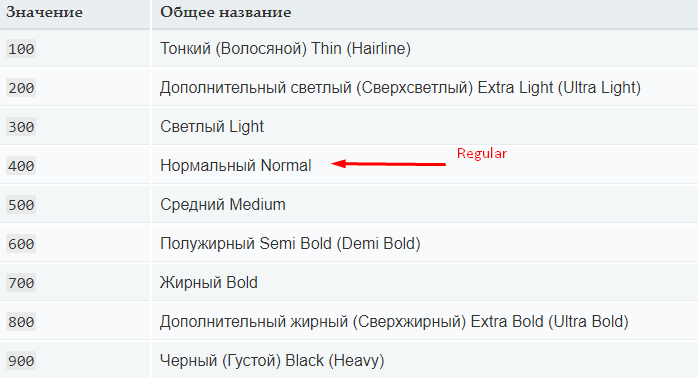 Значение Общее название
100 Тонкий (Волосяной) Thin (Hairline)
200 Дополнительный светлый (Сверхсветлый) Extra Light (Ultra Light)
300 Светлый Light
400 Нормальный Normal Regular
500 Средний Medium
600 Полужирный Semi Bold (Demi Bold)
700 Жирный Bold
800 Дополнительный жирный (Сверхжирный) Extra Bold (Ultra Bold)
900 Черный (Густой) Black (Heavy)